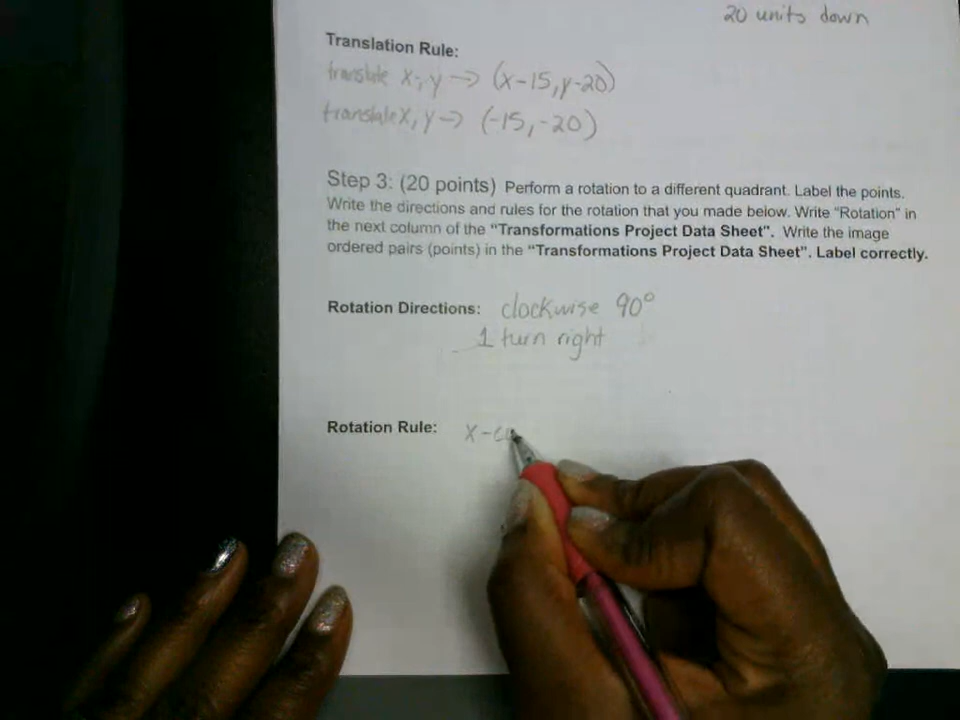 20 units down
Translation Rule:
translate x, y → (x-15, y-20)
translate x, y → (-15, -20)
Step 3: (20 points) Perform a rotation to a different quadrant. Label the points.
Write the directions and rules for the rotation that you made below. Write "Rotation" in
the next column of the "Transformations Project Data Sheet". Write the image
ordered pairs (points) in the "Transformations Project Data Sheet". Label correctly.
Rotation Directions: clockwise 90°
1 turn right
Rotation Rule: x-co